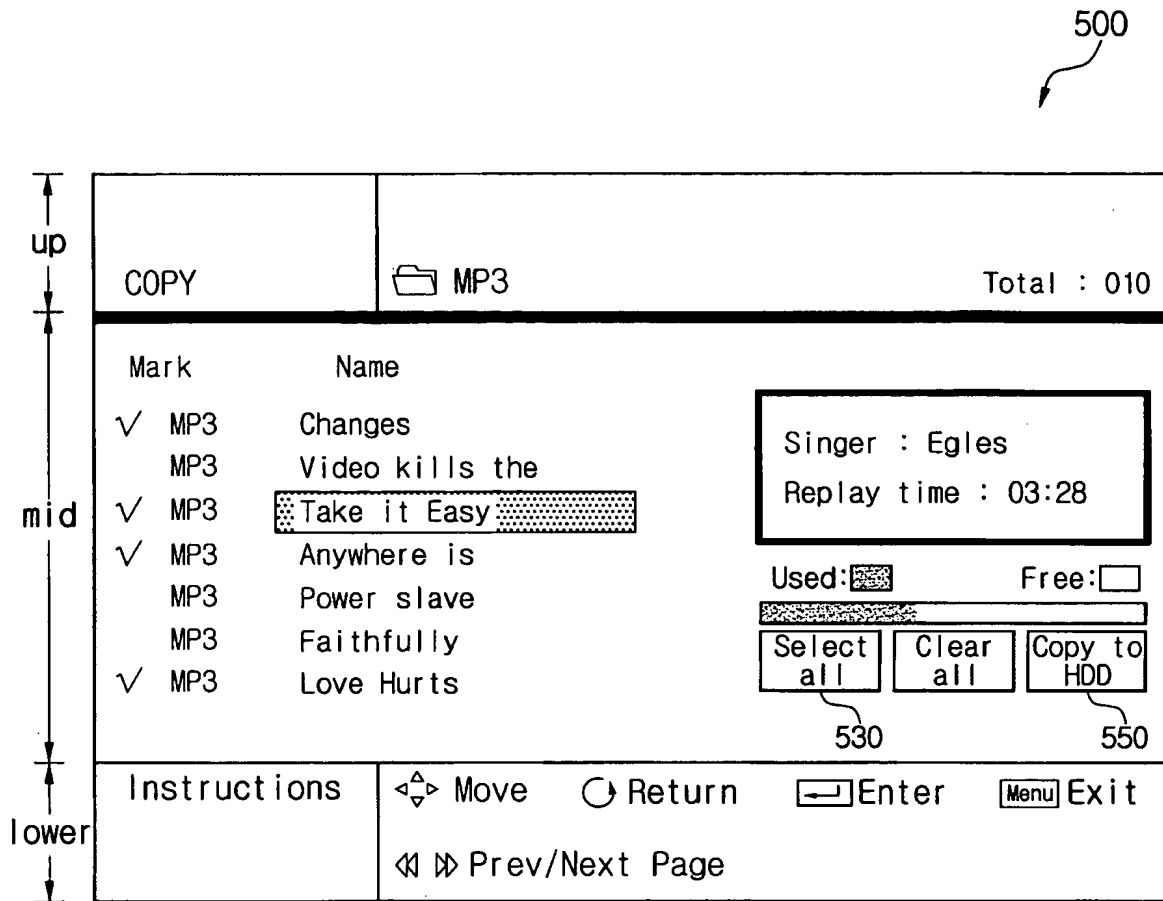 500
up
COPY MP3 Total : 010
Mark Name
√ MP3 Changes
MP3 Video kills the
mid
√ MP3 Take it Easy
√ MP3 Anywhere is
MP3 Power slave
MP3 Faithfully
√ MP3 Love Hurts
Singer : Egles
Replay time : 03:28
Used: Free:
Select all
Clear all
Copy to HDD
530 550
lower
Instructions Move Return Enter Menu Exit
Prev/Next Page